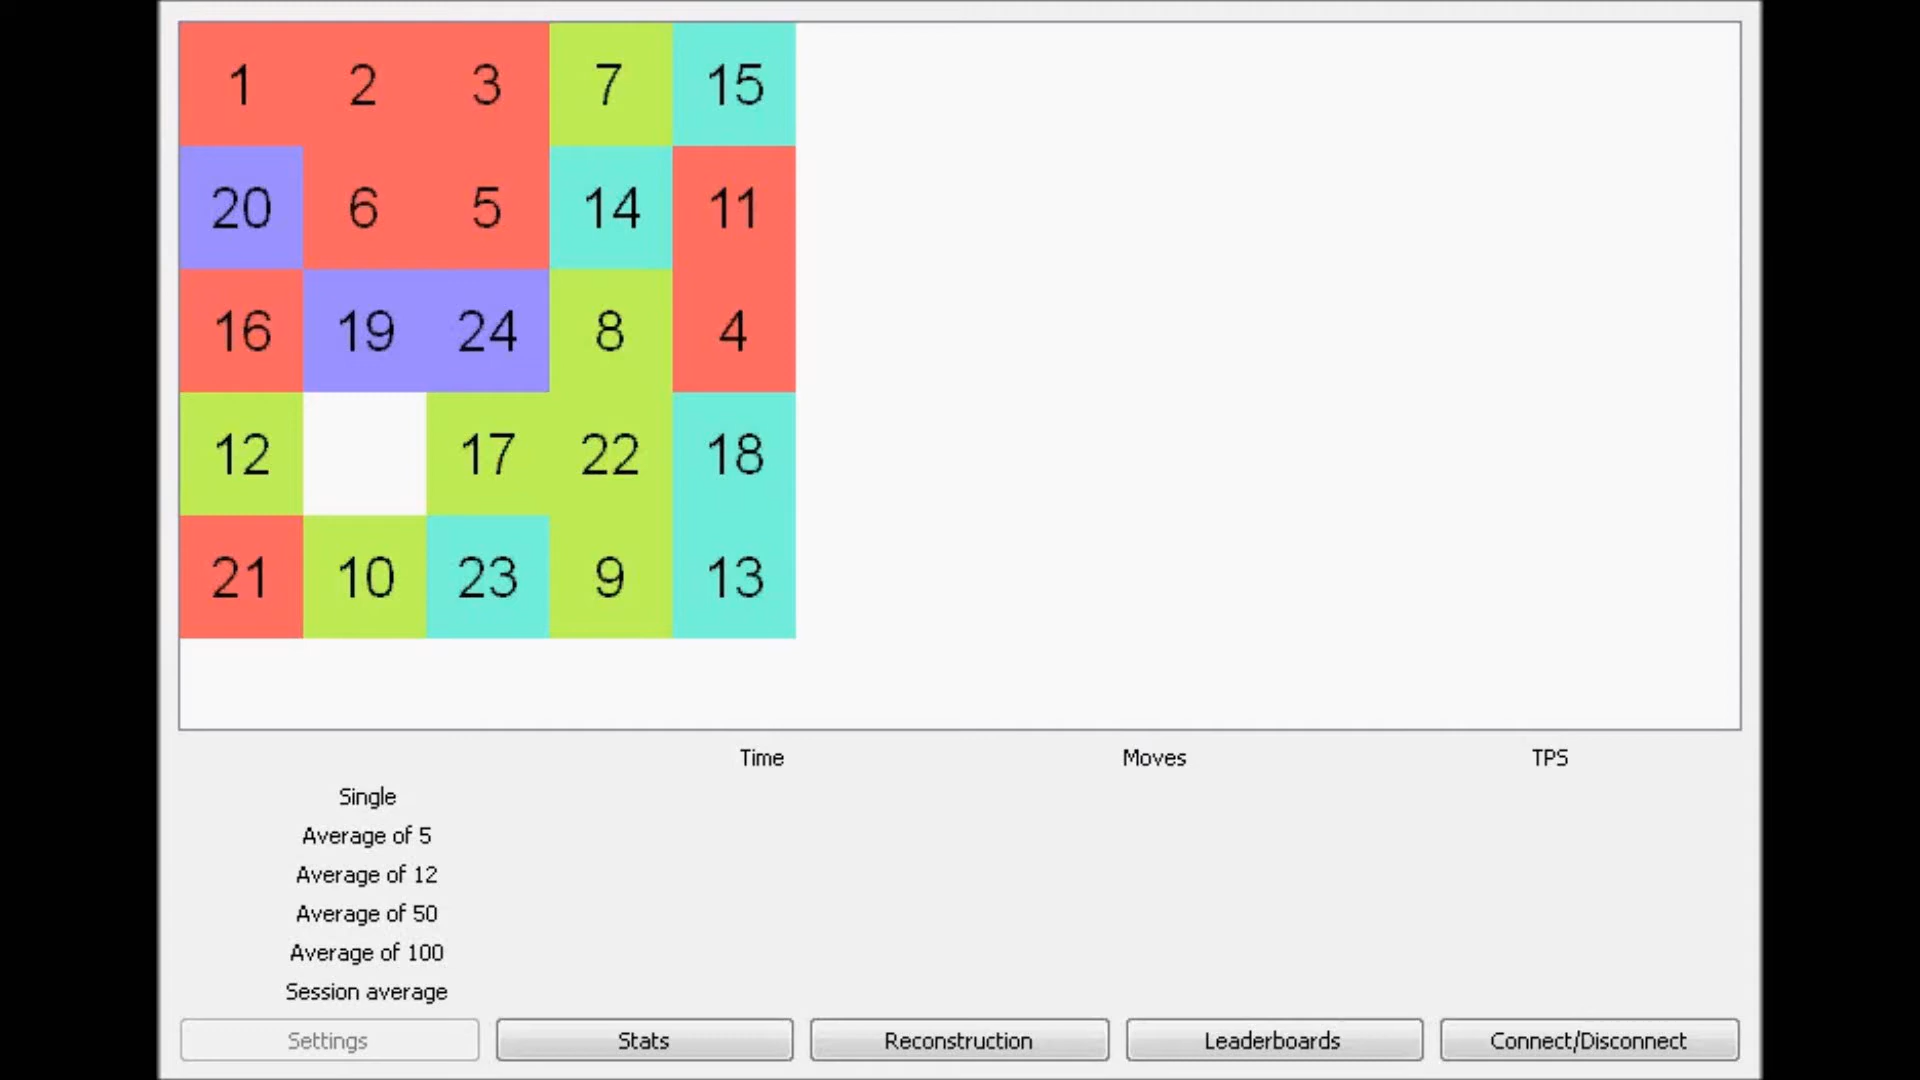 1 2 3 7 15
20 6 5 14 11
16 19 24 8 4
12 17 22 18
21 10 23 9 13
Time Moves TPS
Single
Average of 5
Average of 12
Average of 50
Average of 100
Session average
Settings Stats Reconstruction Leaderboards Connect/Disconnect